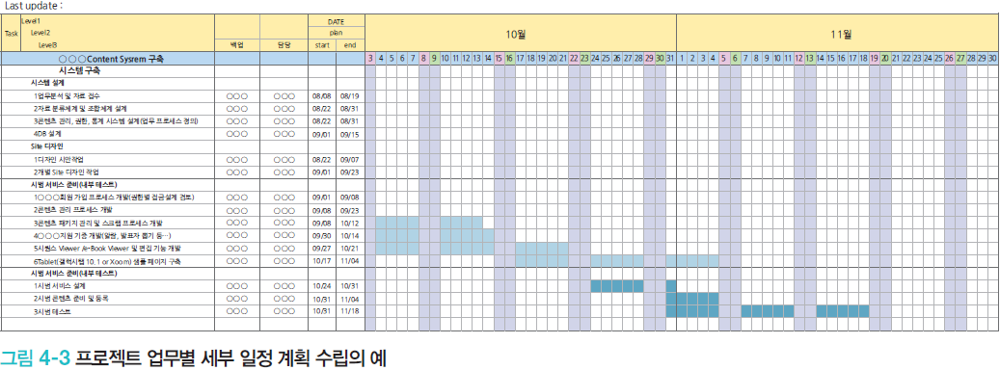 Last update :
Task Level1 DATE 10월 11월
Level2 plan
Level3 백업 담당 start end
○○○Content Sysrem 구축 3 4 5 6 7 8 9 10 11 12 13 14 15 16 17 18 19 20 21 22 23 24 25 26 27 28 29 30 31 1 2 3 4 5 6 7 8 9 10 11 12 13 14 15 16 17 18 19 20 21 22 23 24 25 26 27 28 29 30
시스템 구축
시스템 설계
1업무분석 및 자료 접수 ○○○ ○○○ 08/08 08/19
2자료 분류체계 및 조합체계 설계 ○○○ ○○○ 08/22 08/31
3콘텐츠 관리, 권한, 통계 시스템 설계(업무 프로세스 정의) ○○○ ○○○ 08/22 08/31
4DB 설계 ○○○ ○○○ 09/01 09/15
Site 디자인
1디자인 시안작업 ○○○ ○○○ 08/22 09/07
2개별 Site 디자인 작업 ○○○ ○○○ 09/01 09/23
시범 서비스 준비(내부 테스트)
1○○○회원 가입 프로세스 개발(권한별 접금설계 검토) ○○○ ○○○ 09/01 09/08
2콘텐츠 관리 프로세스 개발 ○○○ ○○○ 09/08 09/23
3콘텐츠 패키지 관리 및 스크랩 프로세스 개발 ○○○ ○○○ 09/08 10/12
4○○○지원 기능 개발(알람, 발표자 뽑기 등…) ○○○ ○○○ 09/30 10/14
5시퀀스 Viewer /e-Book Viewer 및 편집 기능 개발 ○○○ ○○○ 09/27 10/21
6Tablet(갤럭시탭 10. 1 or Xoom) 샘플 페이지 구축 ○○○ ○○○ 10/17 11/04
시범 서비스 준비(내부 테스트)
1시범 서비스 설계 ○○○ ○○○ 10/24 10/31
2시범 콘텐츠 준비 및 등록 ○○○ ○○○ 10/31 11/04
3시범 테스트 ○○○ ○○○ 10/31 11/18
그림 4-3 프로젝트 업무별 세부 일정 계획 수립의 예